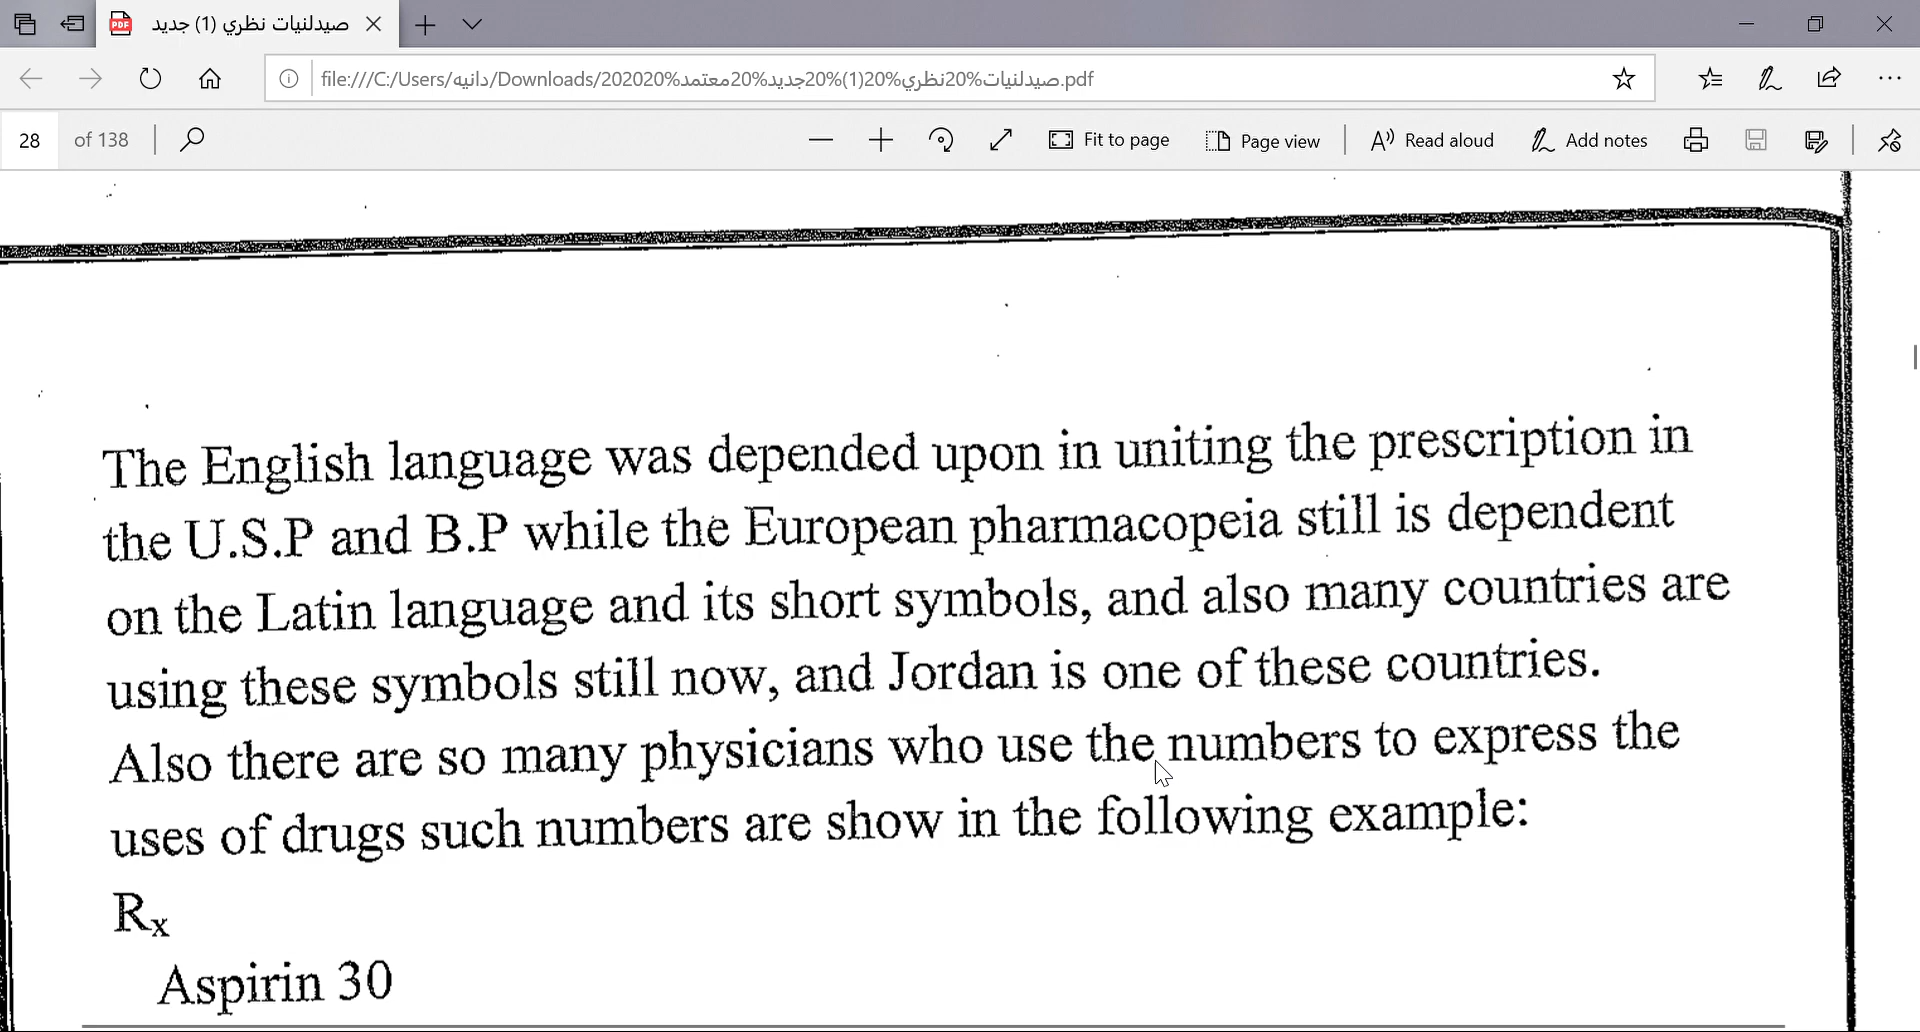 صيدلنيات نظري (1) جديد
file:///C:/Users/دانيه/Downloads/202020%صيدلنيات%20نظري%20(1)%20جديد%20معتمد.pdf
28 of 138
Fit to page
Page view
Read aloud
Add notes
The English language was depended upon in uniting the prescription in
the U.S.P and B.P while the European pharmacopeia still is dependent
on the Latin language and its short symbols, and also many countries are
using these symbols still now, and Jordan is one of these countries.
Also there are so many physicians who use the numbers to express the
uses of drugs such numbers are show in the following example:
Rx
Aspirin 30